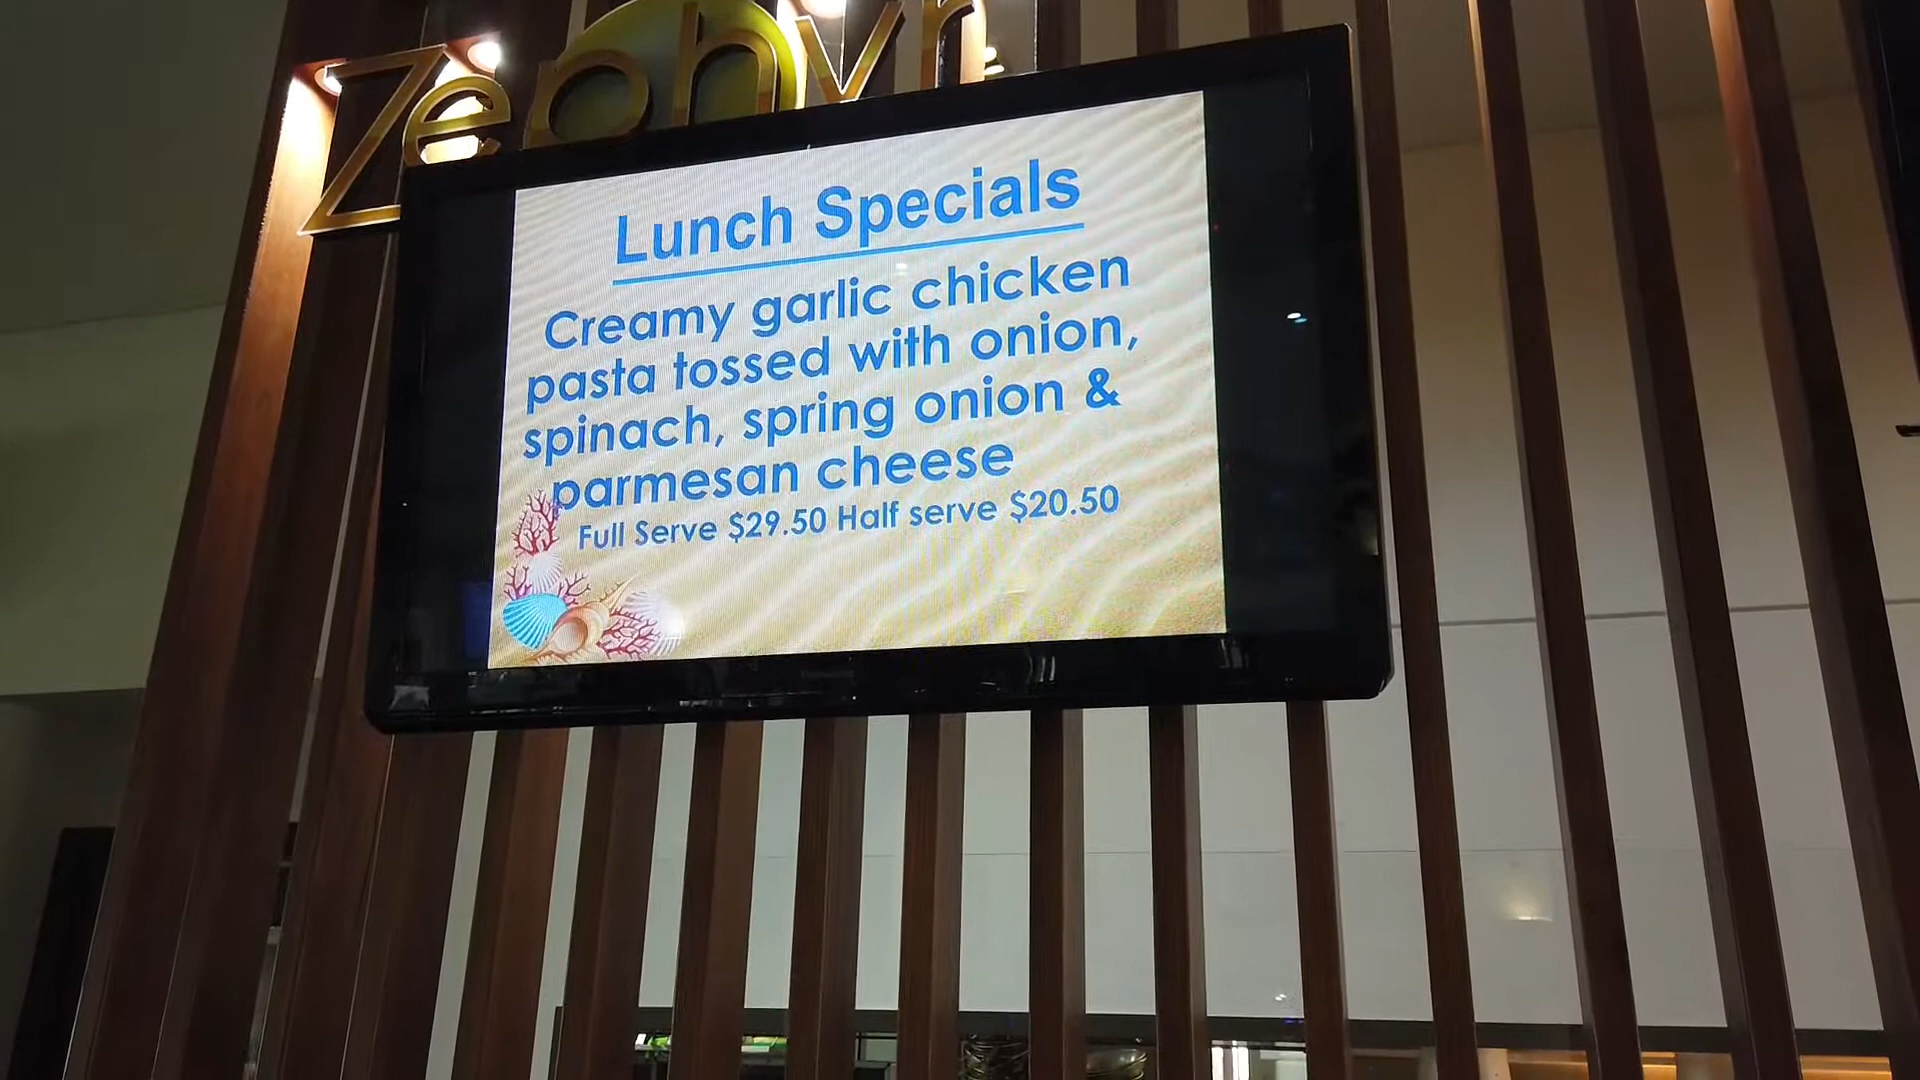 Zephyr
Lunch Specials
Creamy garlic chicken
pasta tossed with onion,
spinach, spring onion &
parmesan cheese
Full Serve $29.50 Half serve $20.50